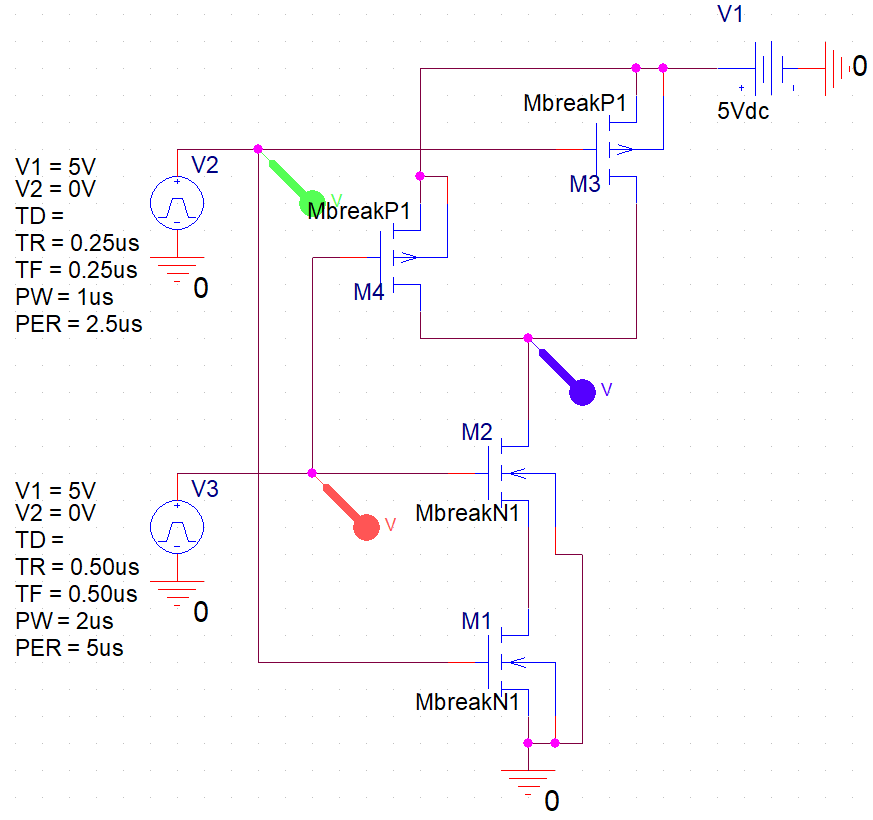 V1
0
5Vdc
MbreakP1
M3
V2
V1 = 5V
V2 = 0V
TD =
TR = 0.25us
TF = 0.25us
PW = 1us
PER = 2.5us
0
V
MbreakP1
M4
V
M2
MbreakN1
V3
V1 = 5V
V2 = 0V
TD =
TR = 0.50us
TF = 0.50us
PW = 2us
PER = 5us
0
V
M1
MbreakN1
0